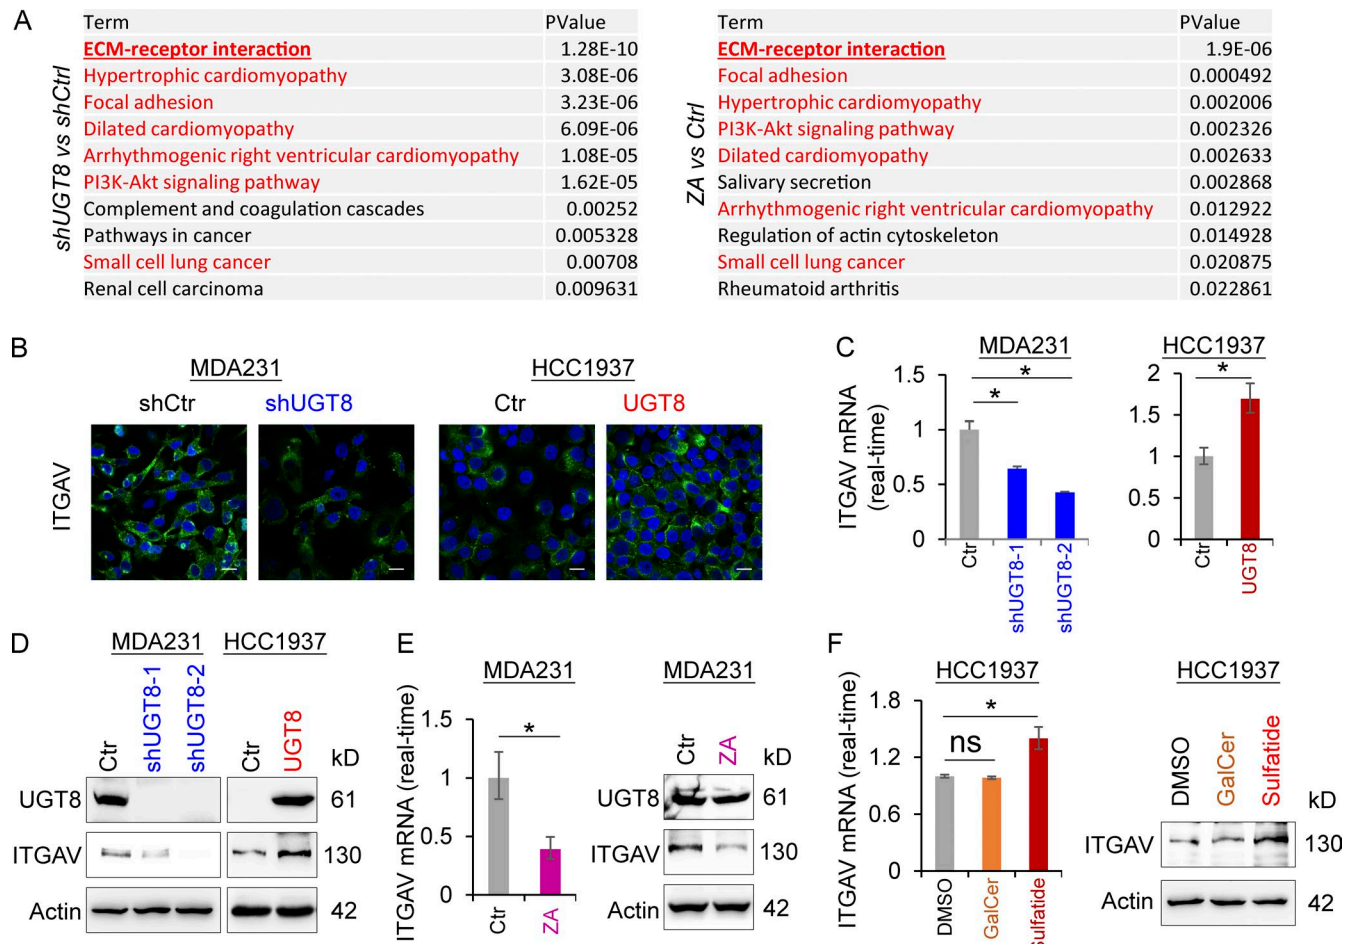 A
shUGT8 vs shCtrl
Term PValue
ECM-receptor interaction 1.28E-10
Hypertrophic cardiomyopathy 3.08E-06
Focal adhesion 3.23E-06
Dilated cardiomyopathy 6.09E-06
Arrhythmogenic right ventricular cardiomyopathy 1.08E-05
PI3K-Akt signaling pathway 1.62E-05
Complement and coagulation cascades 0.00252
Pathways in cancer 0.005328
Small cell lung cancer 0.00708
Renal cell carcinoma 0.009631
ZA vs Ctrl
Term PValue
ECM-receptor interaction 1.9E-06
Focal adhesion 0.000492
Hypertrophic cardiomyopathy 0.002006
PI3K-Akt signaling pathway 0.002326
Dilated cardiomyopathy 0.002633
Salivary secretion 0.002868
Arrhythmogenic right ventricular cardiomyopathy 0.012922
Regulation of actin cytoskeleton 0.014928
Small cell lung cancer 0.020875
Rheumatoid arthritis 0.022861
B
MDA231 HCC1937
shCtr shUGT8 Ctr UGT8
ITGAV
C
MDA231
ITGAV mRNA
(real-time)
1.5
1
0.5
0
*
*
Ctr
shUGT8-1
shUGT8-2
HCC1937
2
1.5
1
0.5
0
*
Ctr
UGT8
D
MDA231 HCC1937
Ctr
shUGT8-1
shUGT8-2
Ctr
UGT8
kD
UGT8 61
ITGAV 130
Actin 42
E
MDA231
ITGAV mRNA (real-time)
1.5
1
0.5
0
*
Ctr
ZA
MDA231
Ctr
ZA
kD
UGT8 61
ITGAV 130
Actin 42
F
HCC1937
ITGAV mRNA (real-time)
1.8
1.2
0.6
0
*
ns
DMSO
GalCer
Sulfatide
HCC1937
DMSO
GalCer
Sulfatide
kD
ITGAV 130
Actin 42